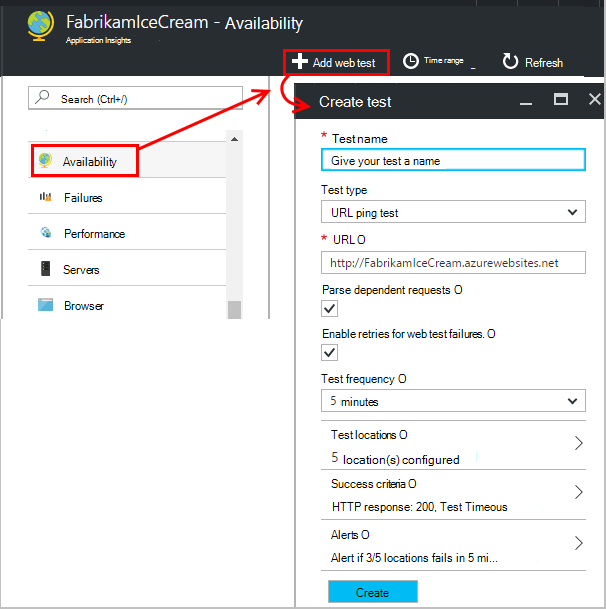 FabrikamIceCream - Availability
Application Insights
Add web test
Time range
Refresh
Search (Ctrl+/)
Availability
Failures
Performance
Servers
Browser
Create test
* Test name
Give your test a name
Test type
URL ping test
* URL O
http://FabrikamIceCream.azurewebsites.net
Parse dependent requests O
Enable retries for web test failures. O
Test frequency O
5 minutes
Test locations O
5 location(s) configured
Success criteria O
HTTP response: 200, Test Timeous
Alerts O
Alert if 3/5 locations fails in 5 mi...
Create